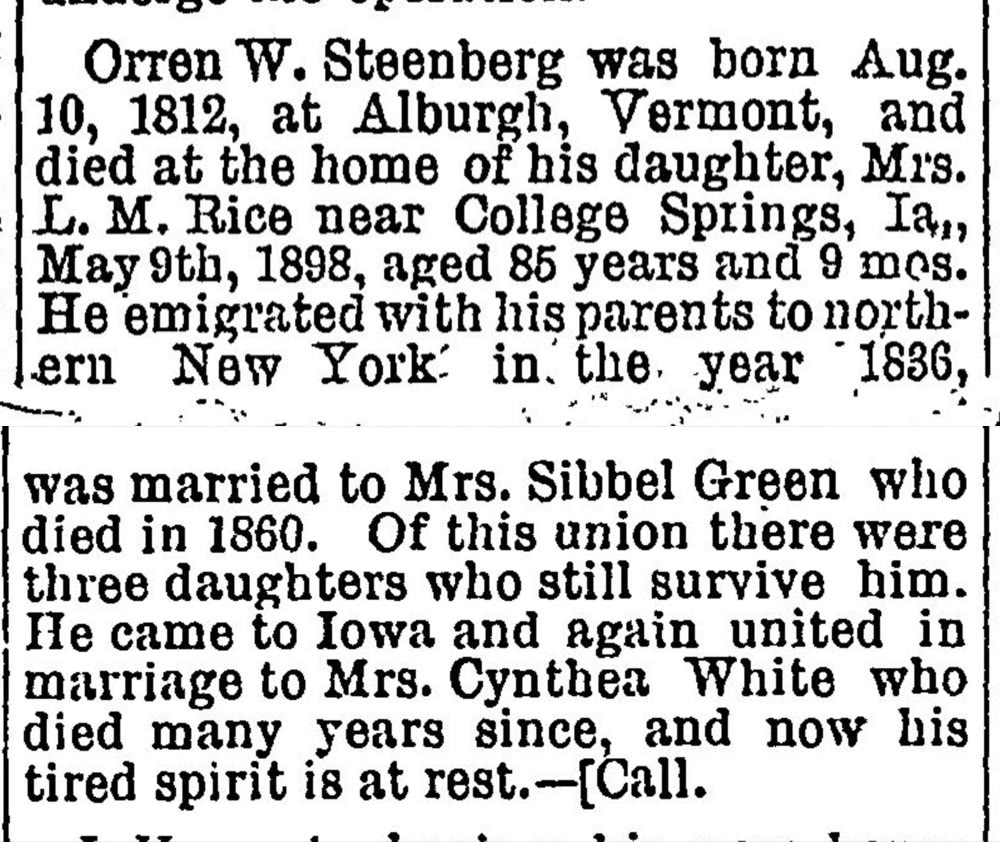 Orren W. Steenberg was born Aug.
10, 1812, at Alburgh, Vermont, and
died at the home of his daughter, Mrs.
L. M. Rice near College Springs, Ia,,
May 9th, 1898, aged 85 years and 9 mos.
He emigrated with his parents to north-
ern New York in the year 1836,
was married to Mrs. Sibbel Green who
died in 1860. Of this union there were
three daughters who still survive him.
He came to Iowa and again united in
marriage to Mrs. Cynthea White who
died many years since, and now his
tired spirit is at rest.—[Call.